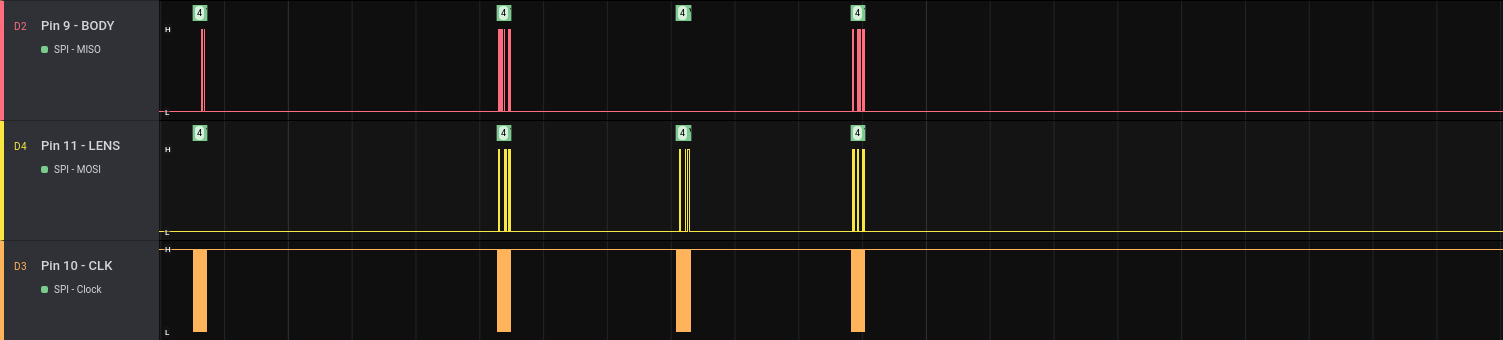 D2 Pin 9 - BODY
SPI - MISO
H
L
4 4 4 4
D4 Pin 11 - LENS
SPI - MOSI
H
L
4 4 4 4
D3 Pin 10 - CLK
SPI - Clock
H
L